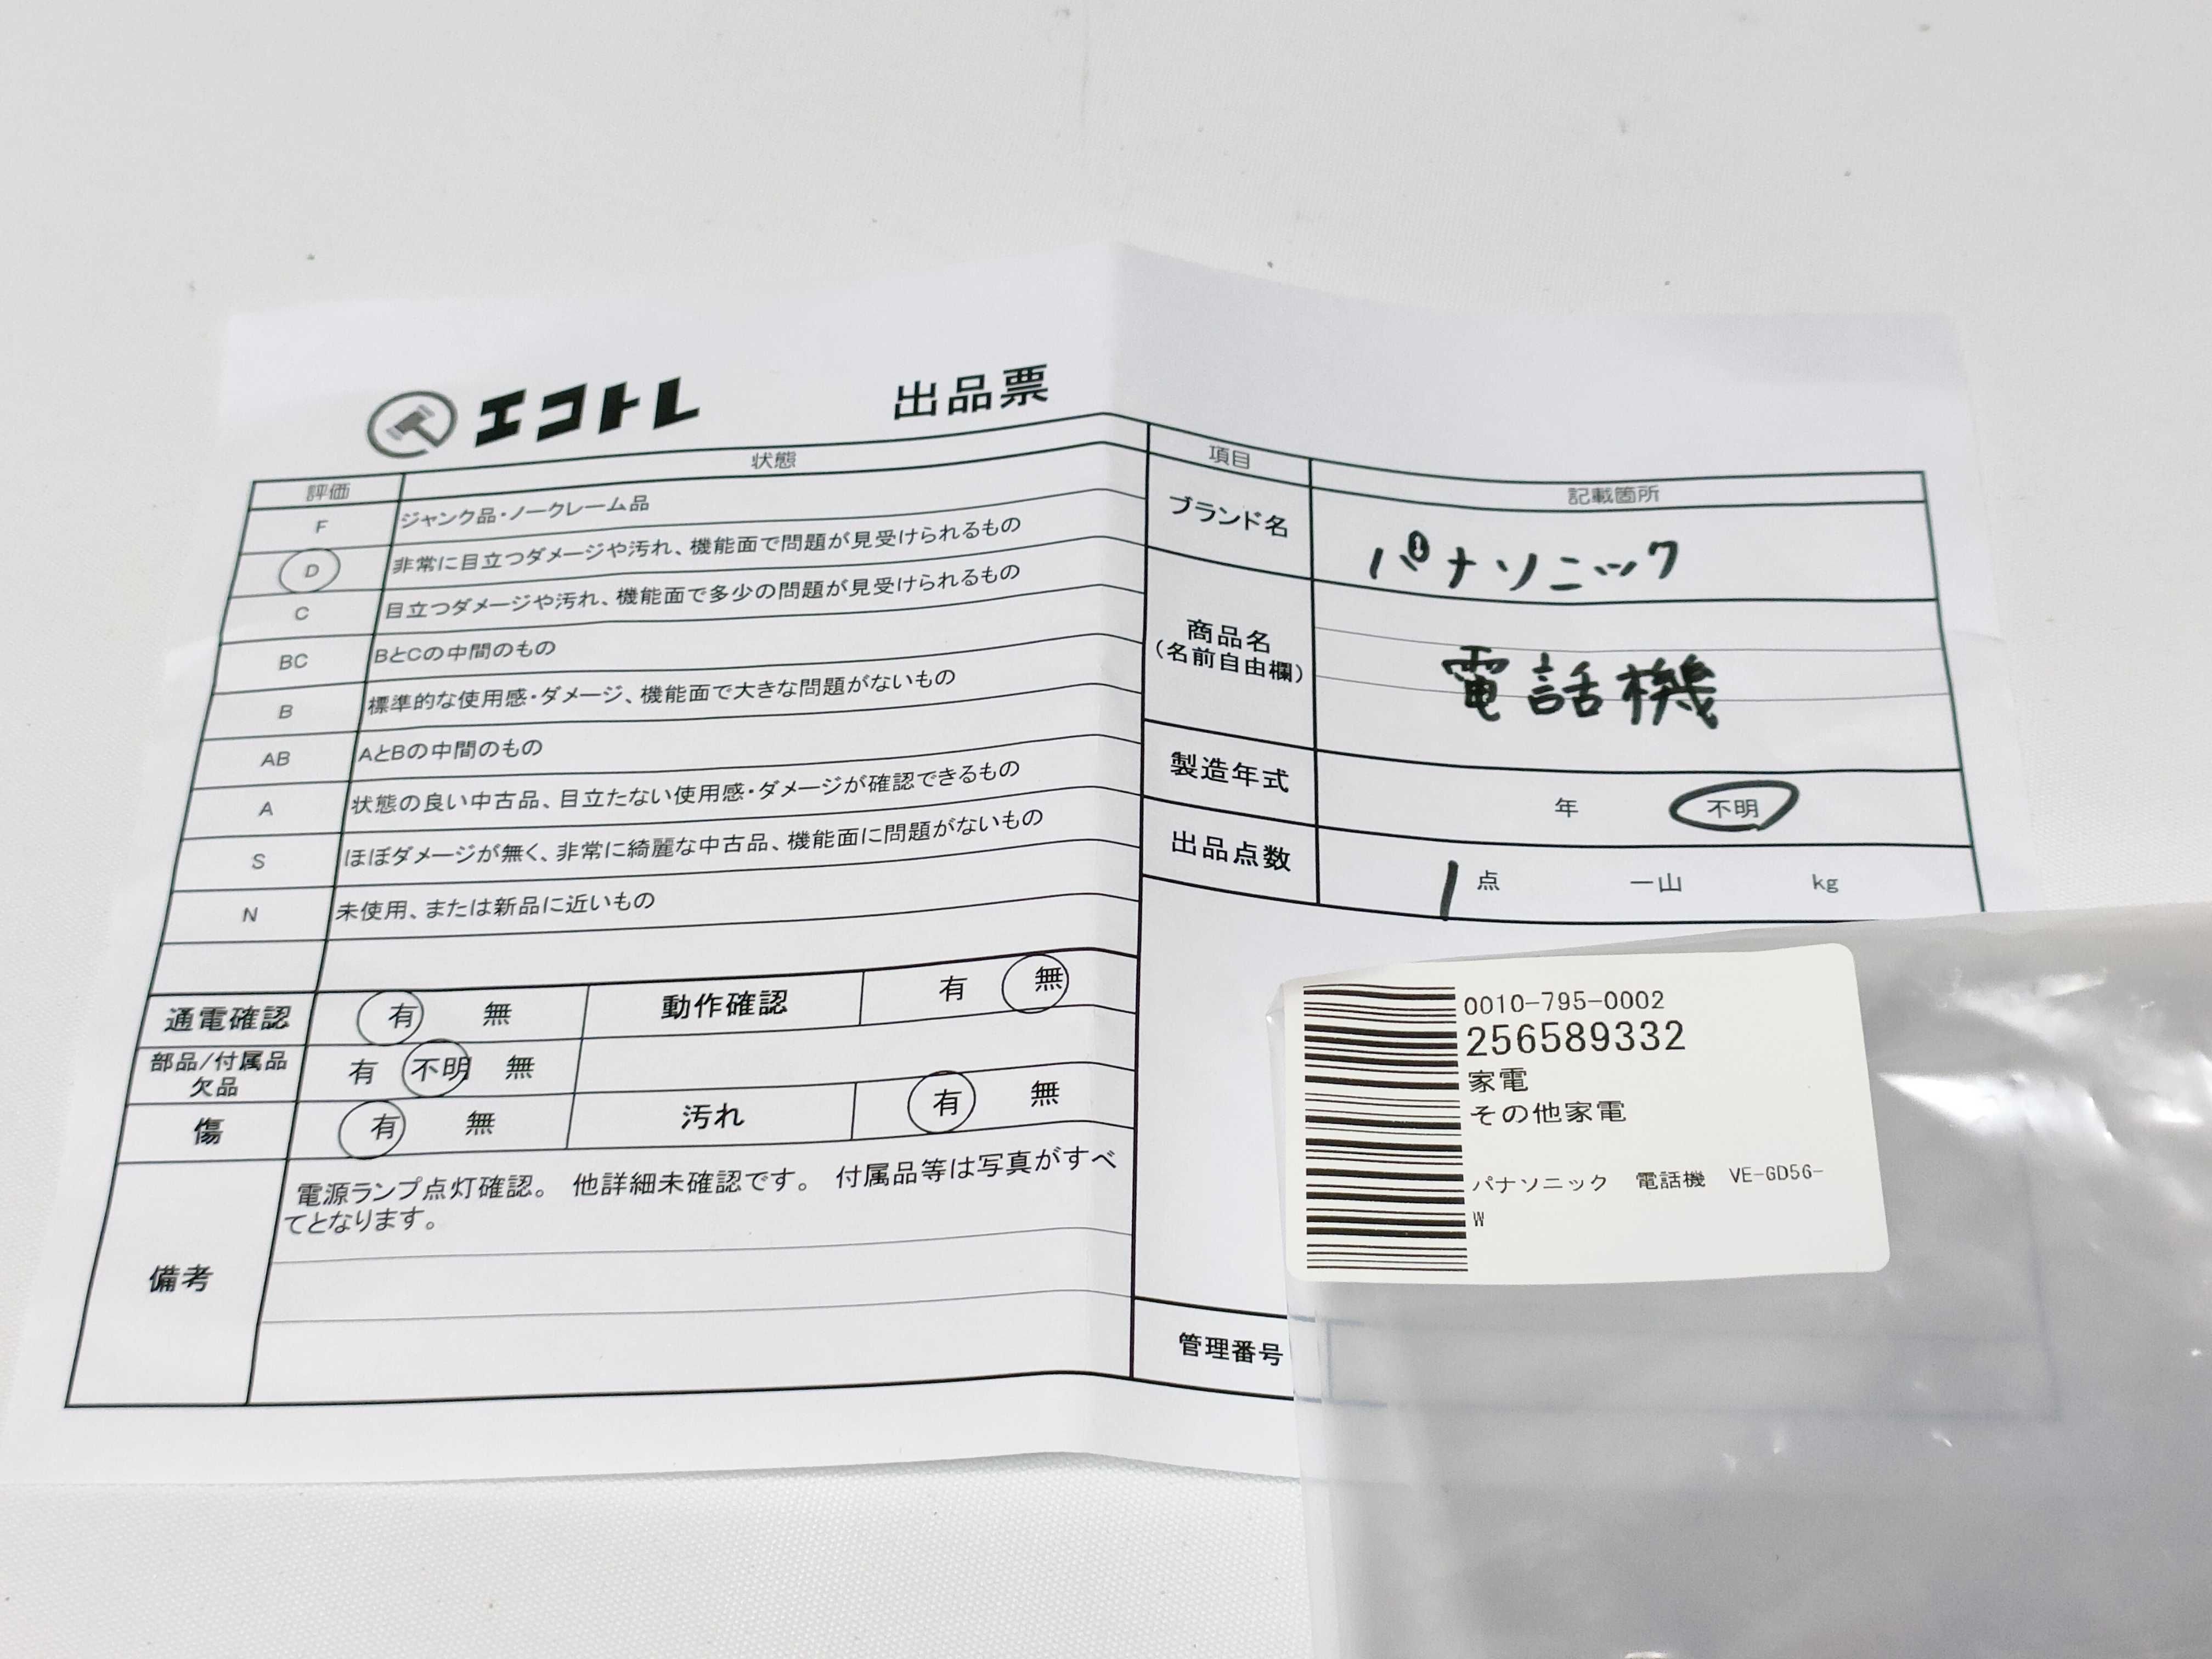 エコトレ 出品票
評価 状態
F ジャンク品・ノークレーム品
D 非常に目立つダメージや汚れ、機能面で問題が見受けられるもの
C 目立つダメージや汚れ、機能面で多少の問題が見受けられるもの
BC BとCの中間のもの
B 標準的な使用感・ダメージ、機能面で大きな問題がないもの
AB AとBの中間のもの
A 状態の良い中古品、目立たない使用感・ダメージが確認できるもの
S ほぼダメージが無く、非常に綺麗な中古品、機能面に問題がないもの
N 未使用、または新品に近いもの
通電確認 有 無 動作確認 有 無
部品/付属品
欠品 有 不明 無
傷 有 無 汚れ 有 無
備考
電源ランプ点灯確認。 他詳細未確認です。 付属品等は写真がすべ
てとなります。
項目 記載箇所
ブランド名 パナソニック
商品名
(名前自由欄) 電話機
製造年式 年 不明
出品点数 1 点 一山 kg
管理番号
0010-795-0002
256589332
家電
その他家電
パナソニック 電話機 VE-GD56-
W